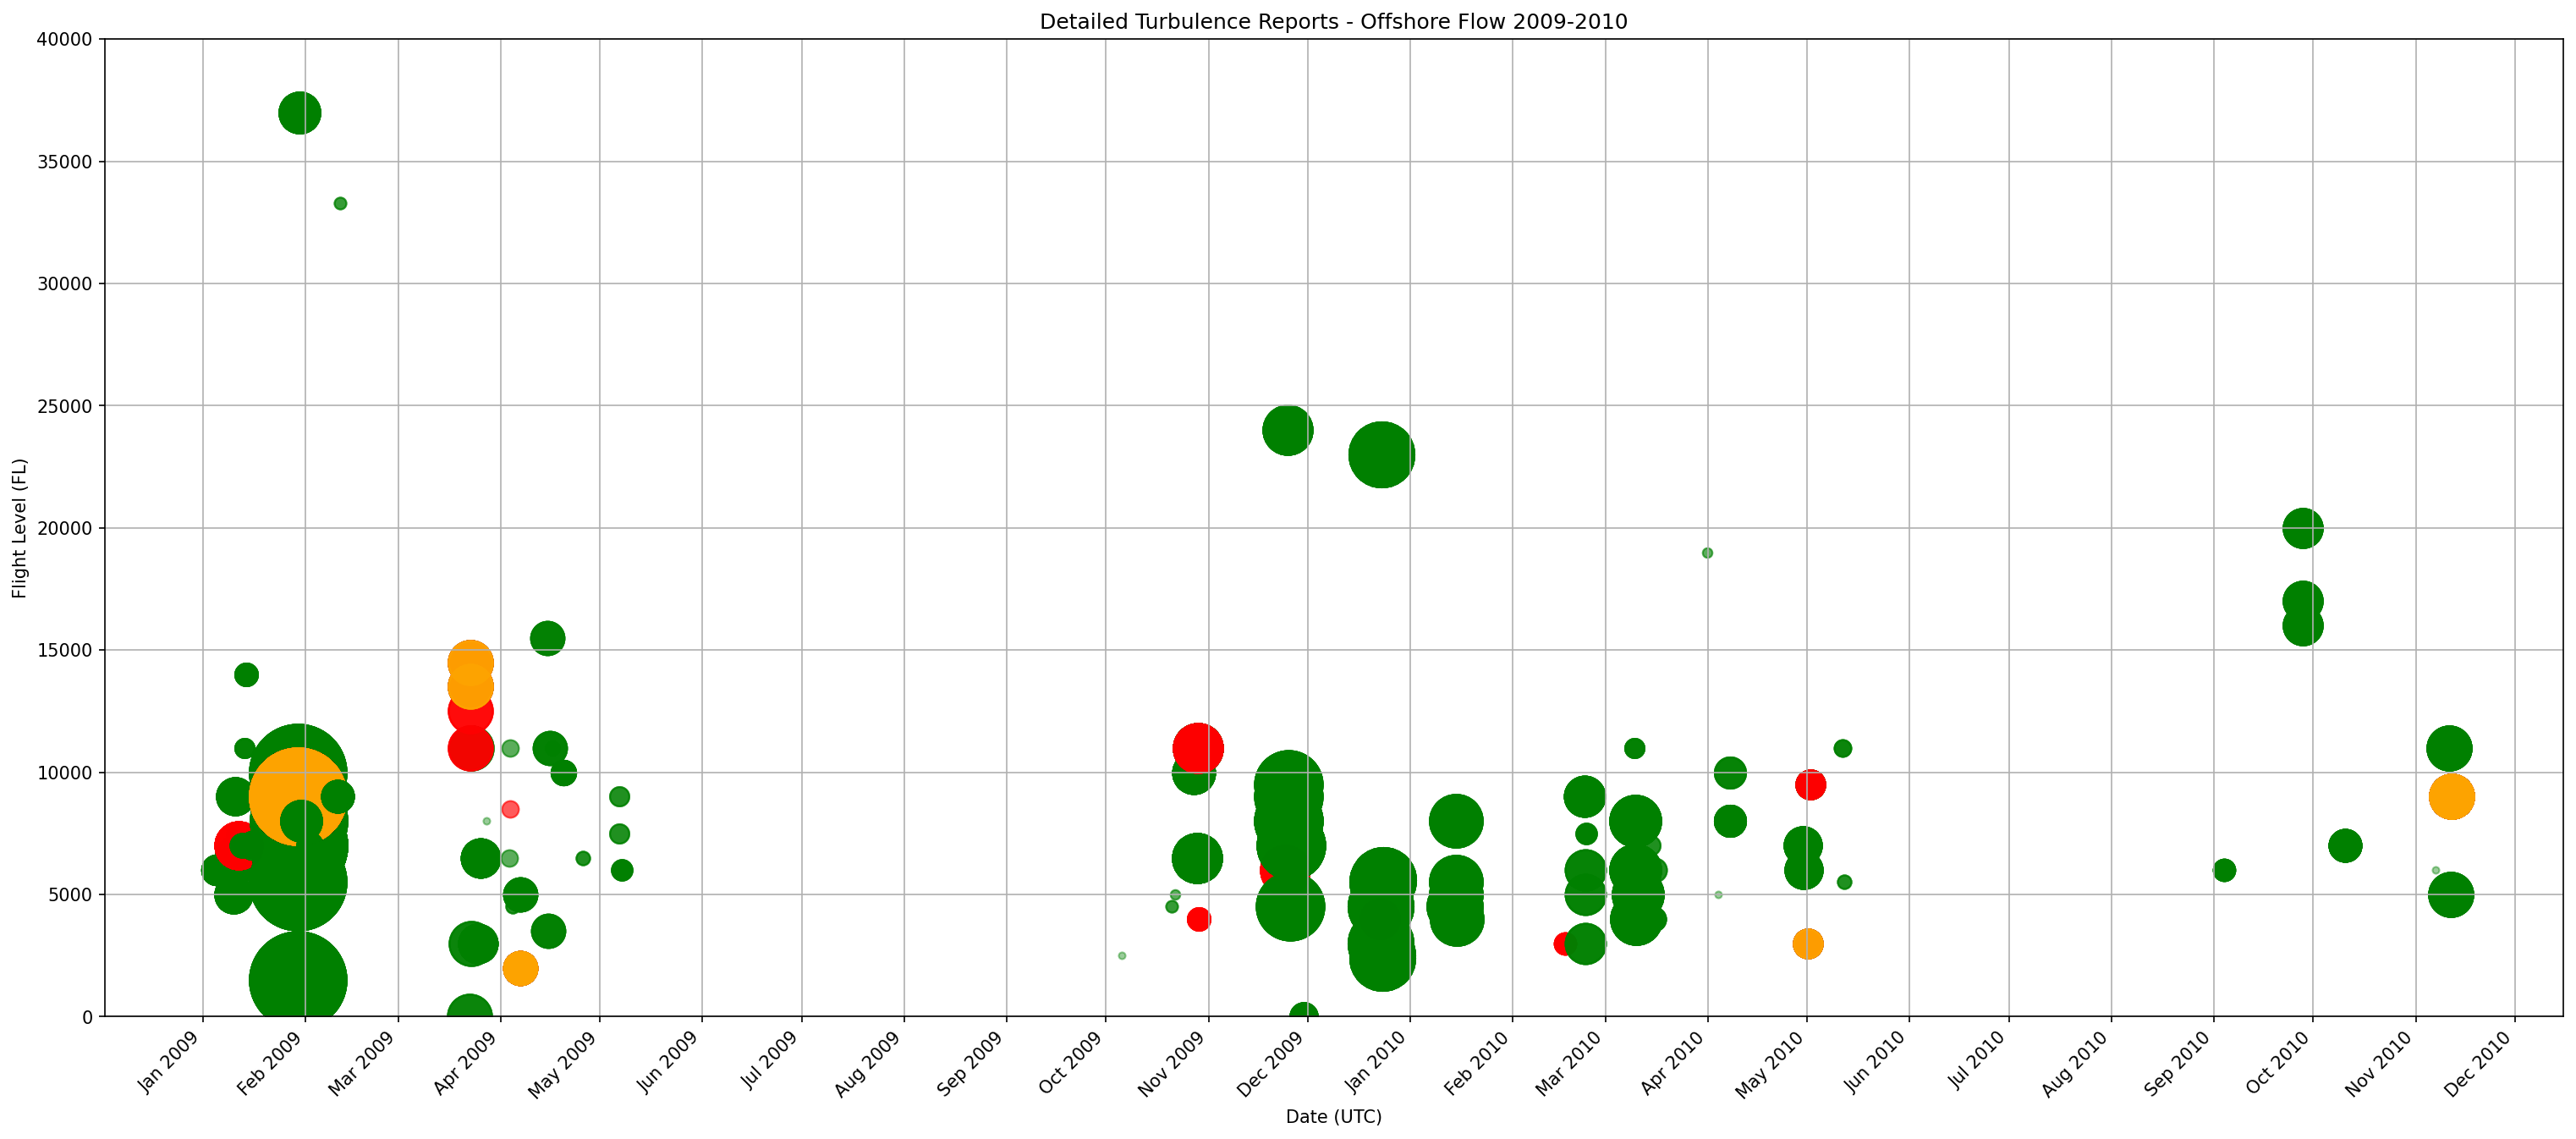 Detailed Turbulence Reports - Offshore Flow 2009-2010
40000
35000
30000
25000
20000
15000
10000
5000
0
Flight Level (FL)
Jan 2009
Feb 2009
Mar 2009
Apr 2009
May 2009
Jun 2009
Jul 2009
Aug 2009
Sep 2009
Oct 2009
Nov 2009
Dec 2009
Jan 2010
Feb 2010
Mar 2010
Apr 2010
May 2010
Jun 2010
Jul 2010
Aug 2010
Sep 2010
Oct 2010
Nov 2010
Dec 2010
Date (UTC)